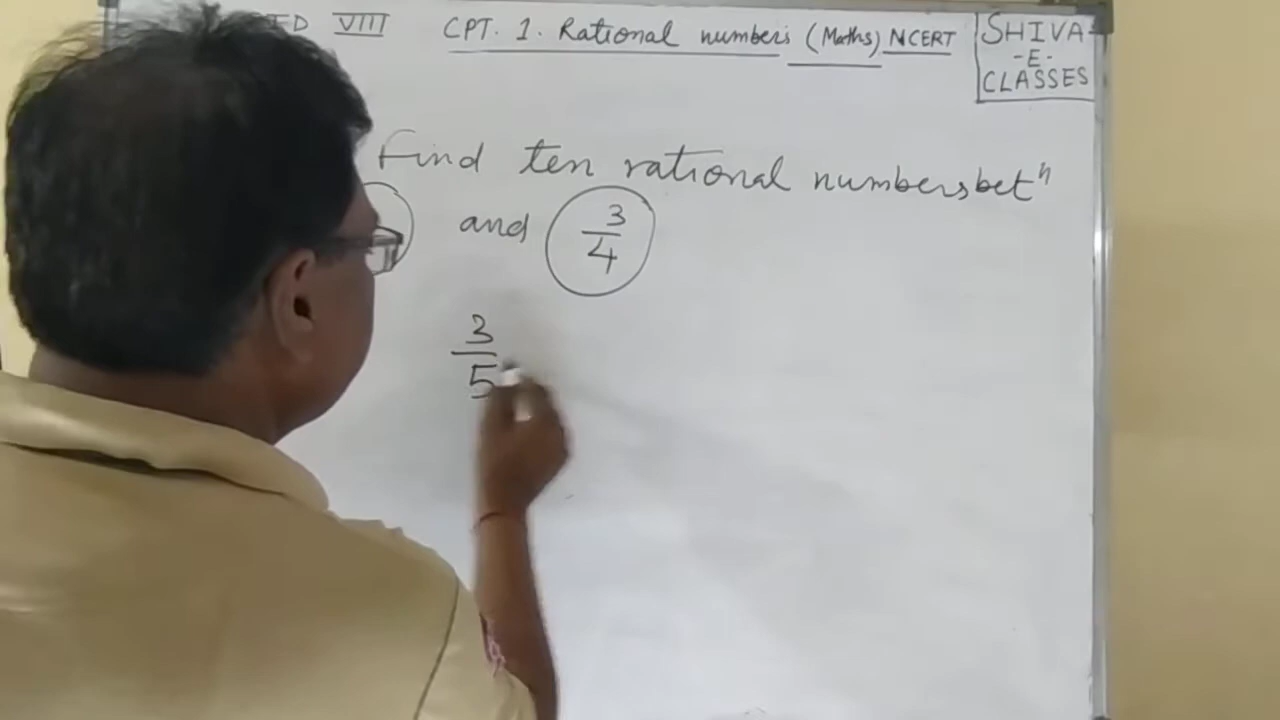 VIII CPT. 1. Rational numbers (Maths) NCERT
SHIVA
-E-
CLASSES
Find ten rational numbers betⁿ
and 3/4
3/5